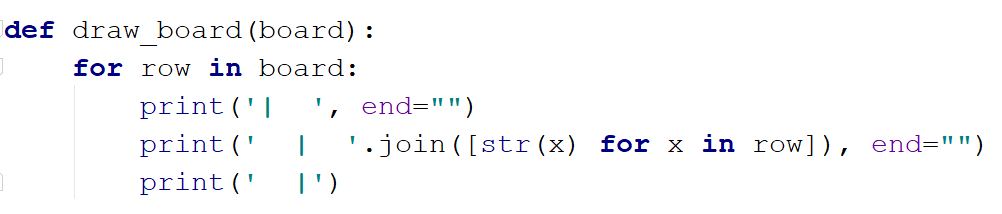 def draw_board(board):
    for row in board:
        print('|  ', end="")
        print('  |  '.join([str(x) for x in row]), end="")
        print('  |')